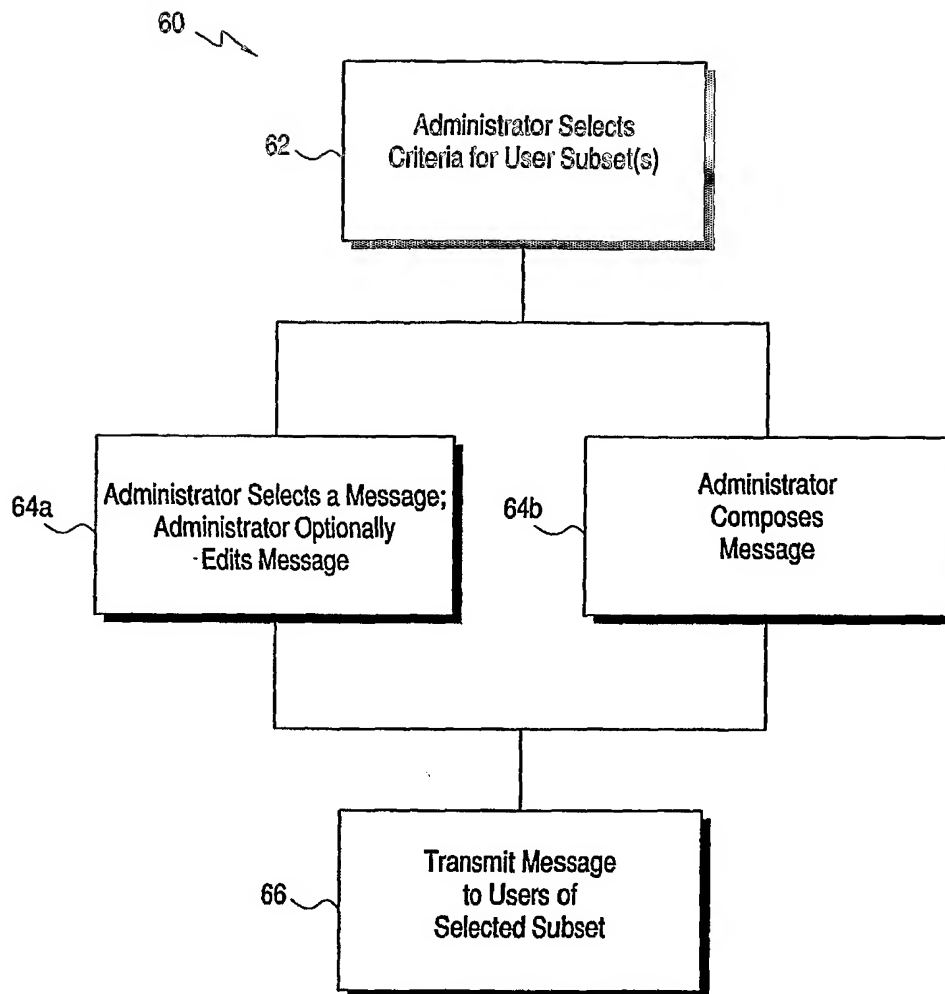 60
62
Administrator Selects
Criteria for User Subset(s)
64a
Administrator Selects a Message;
Administrator Optionally
Edits Message
64b
Administrator
Composes
Message
66
Transmit Message
to Users of
Selected Subset